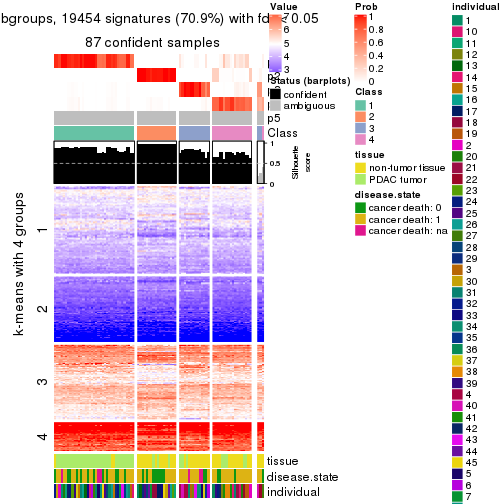 bgroups, 19454 signatures (70.9%) with fd 0.05
87 confident samples
p5
Class
1
0.5
0
Silhouette
score
k-means with 4 groups
1
2
3
4
tissue
disease.state
individual
Value
7
6
5
4
3
Status (barplots)
confident
ambiguous
Prob
1
0.8
0.6
0.4
0.2
0
Class
1
2
3
4
tissue
non-tumor tissue
PDAC tumor
disease.state
cancer death: 0
cancer death: 1
cancer death: na
individual
1
10
11
12
13
14
15
16
17
18
19
2
20
21
22
23
24
25
26
27
28
29
3
30
31
32
33
34
35
36
37
38
39
4
40
41
42
43
44
45
5
6
7